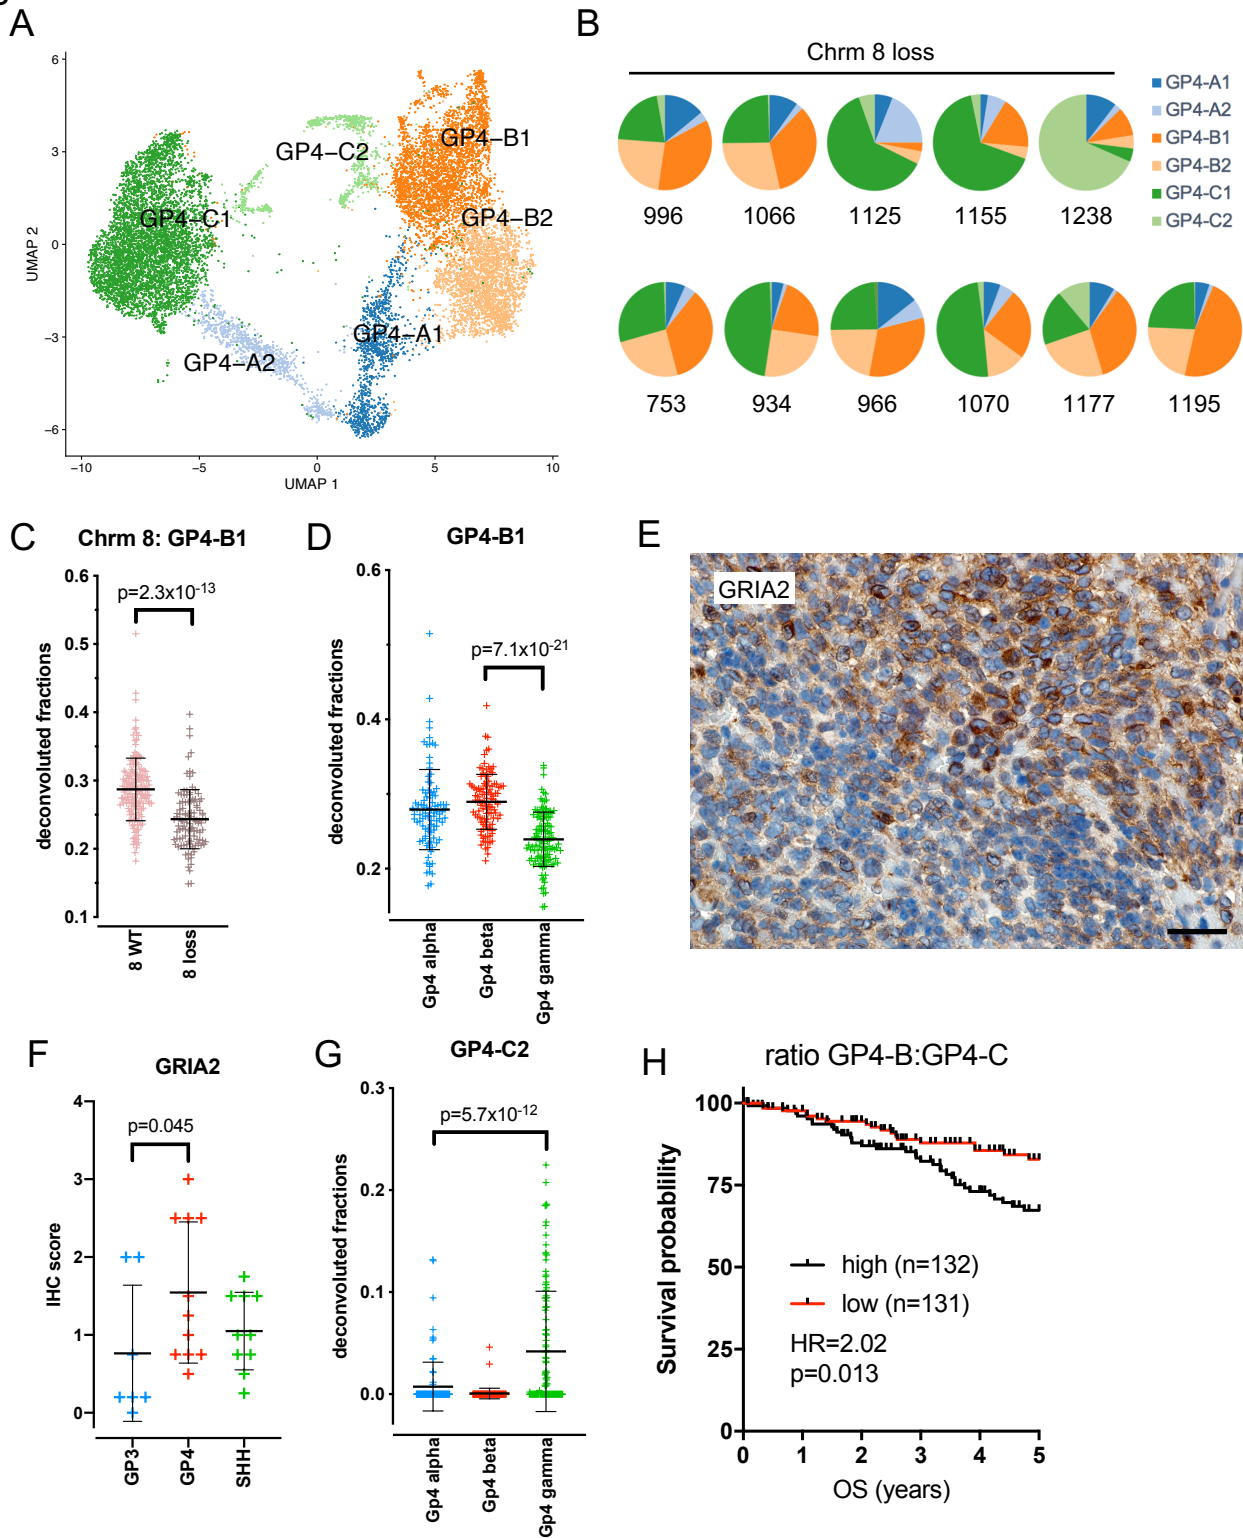 A
6
3
0
−3
−6
UMAP 2
−10
−5
0
5
10
UMAP 1
GP4−C1
GP4−C2
GP4−B1
GP4−B2
GP4−A1
GP4−A2
B
Chrm 8 loss
996
1066
1125
1155
1238
753
934
966
1070
1177
1195
GP4-A1
GP4-A2
GP4-B1
GP4-B2
GP4-C1
GP4-C2
C
Chrm 8: GP4-B1
p=2.3x10-13
deconvoluted fractions
0.6
0.5
0.4
0.3
0.2
0.1
8 WT
8 loss
D
GP4-B1
p=7.1x10-21
deconvoluted fractions
0.6
0.4
0.2
Gp4 alpha
Gp4 beta
Gp4 gamma
E
GRIA2
F
GRIA2
p=0.045
IHC score
4
3
2
1
0
GP3
GP4
SHH
G
GP4-C2
p=5.7x10-12
deconvoluted fractions
0.3
0.2
0.1
0.0
Gp4 alpha
Gp4 beta
Gp4 gamma
H
ratio GP4-B:GP4-C
Survival probablility
100
75
50
25
0
high (n=132)
low (n=131)
HR=2.02
p=0.013
0
1
2
3
4
5
OS (years)